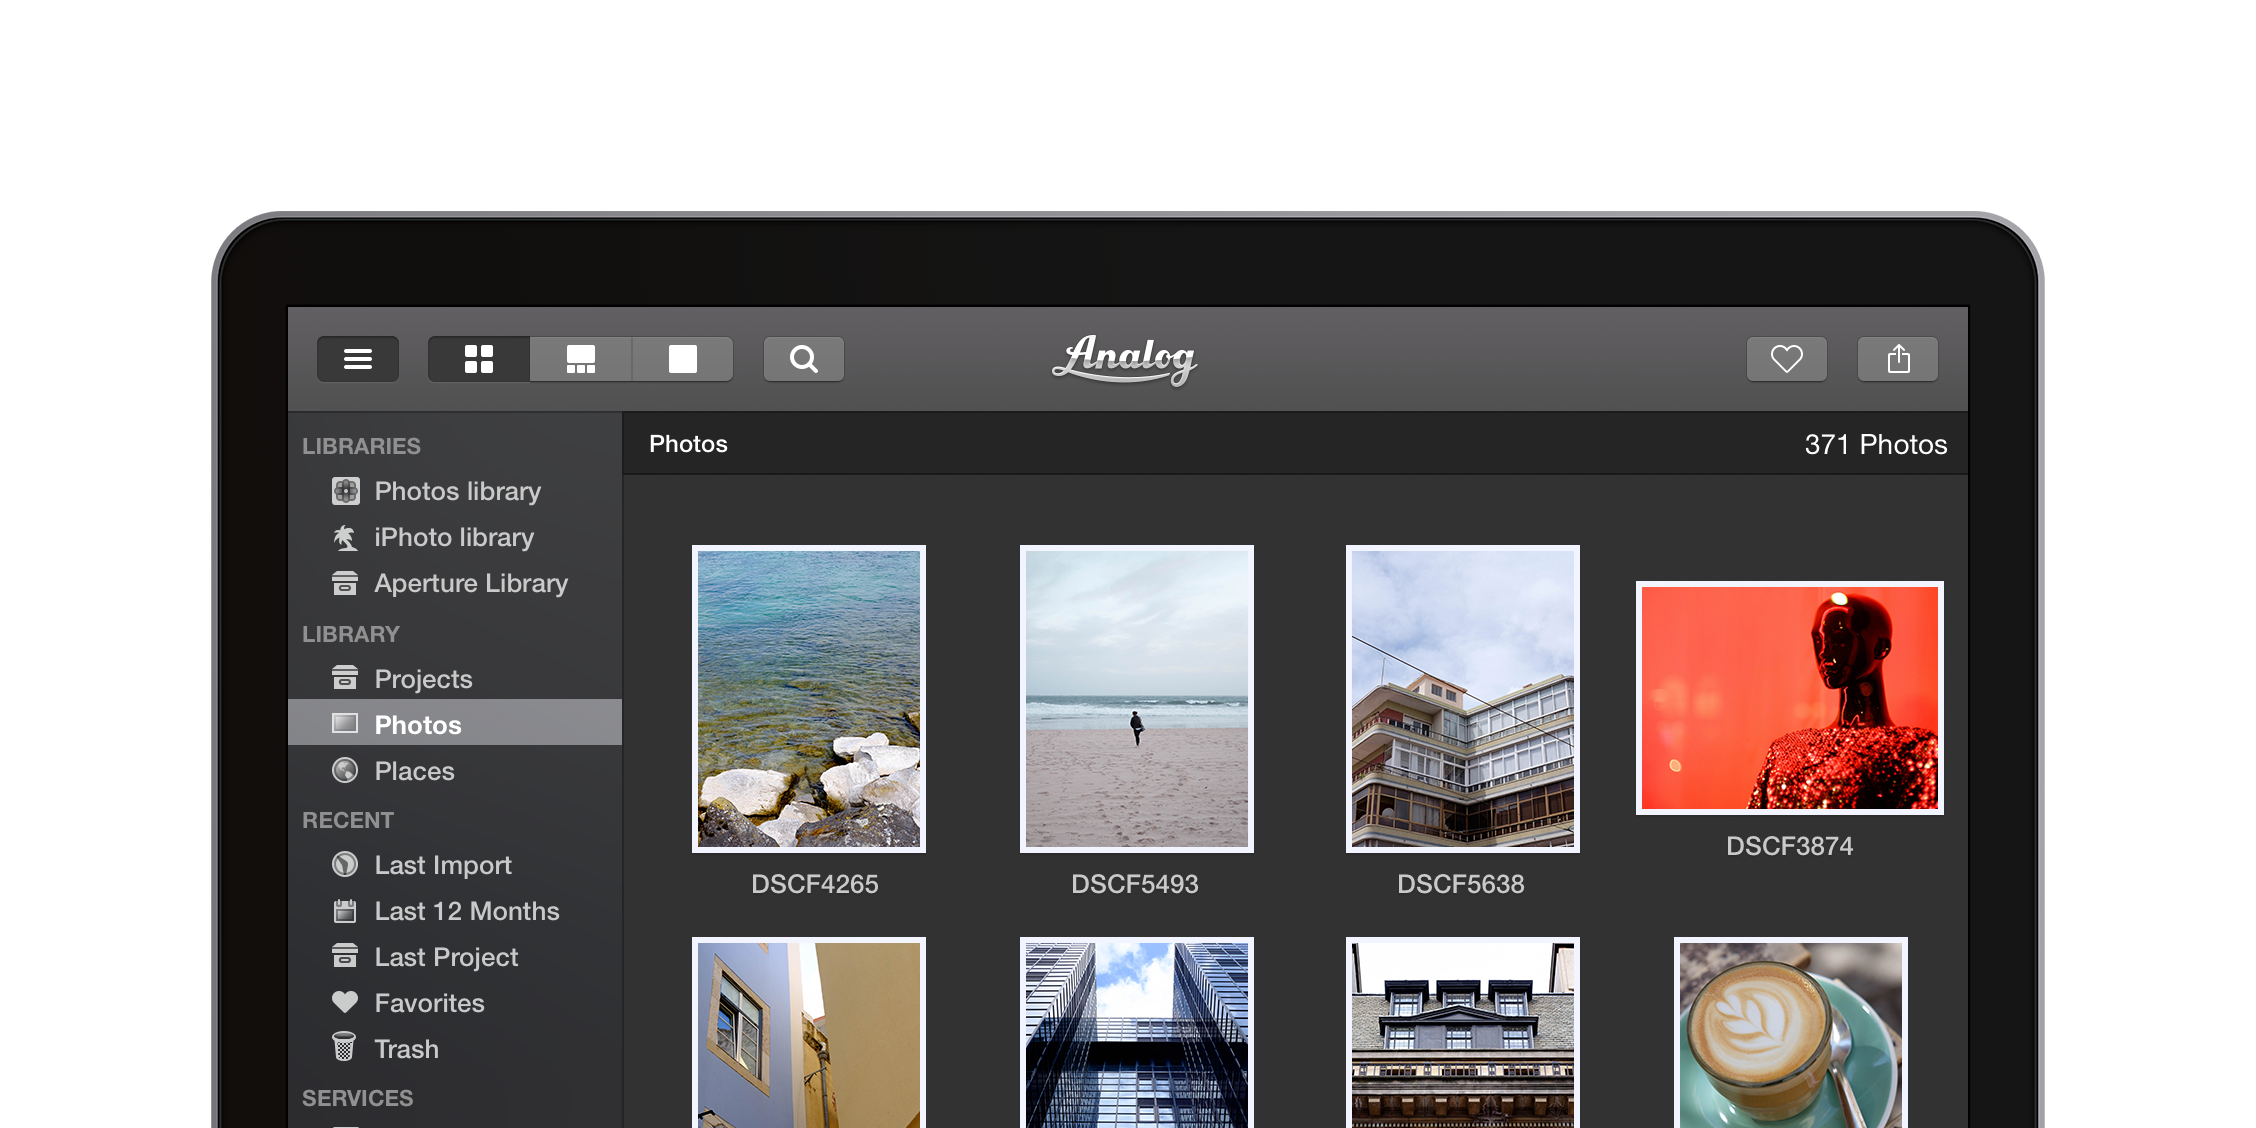 Analog
LIBRARIES
Photos library
iPhoto library
Aperture Library
LIBRARY
Projects
Photos
Places
RECENT
Last Import
Last 12 Months
Last Project
Favorites
Trash
SERVICES
Photos
371 Photos
DSCF4265
DSCF5493
DSCF5638
DSCF3874